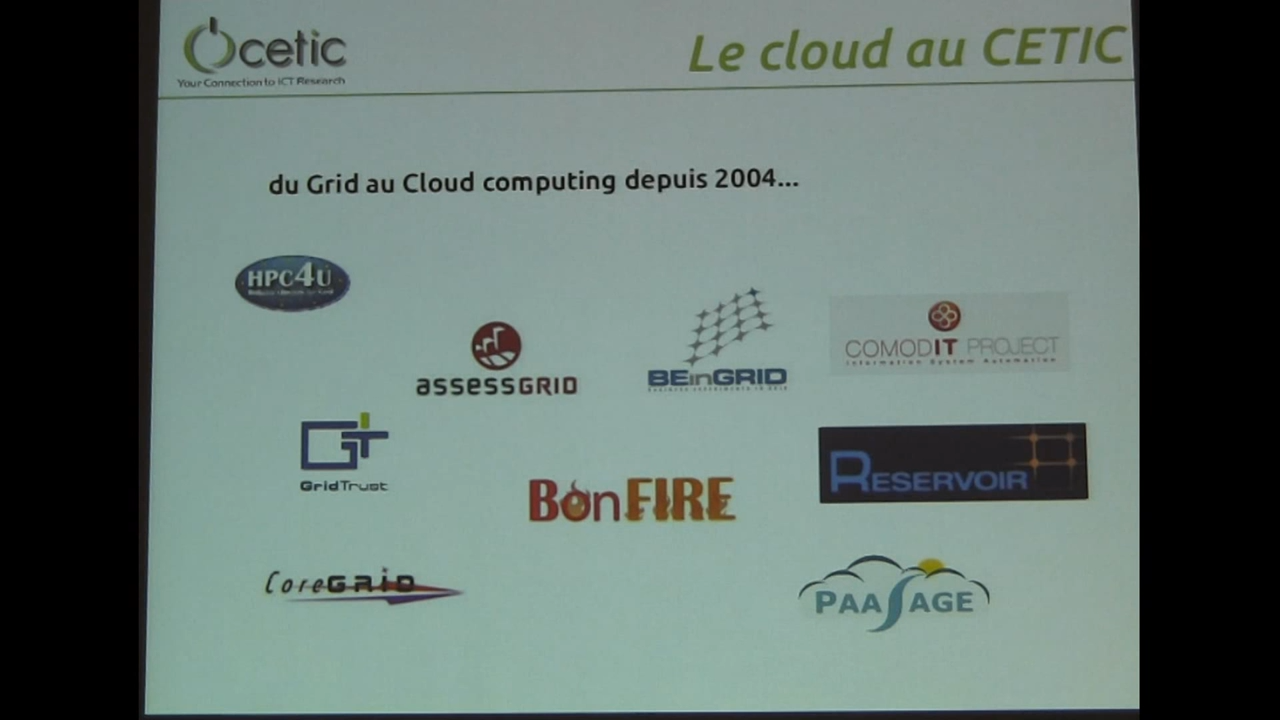 cetic
Your Connection to ICT Research
Le cloud au CETIC
du Grid au Cloud computing depuis 2004...
HPC4U
assessGRID
BEinGRID
COMODIT PROJECT
Information System Automation
GridTrust
BonFIRE
RESERVOIR
CoreGRID
PAASAGE